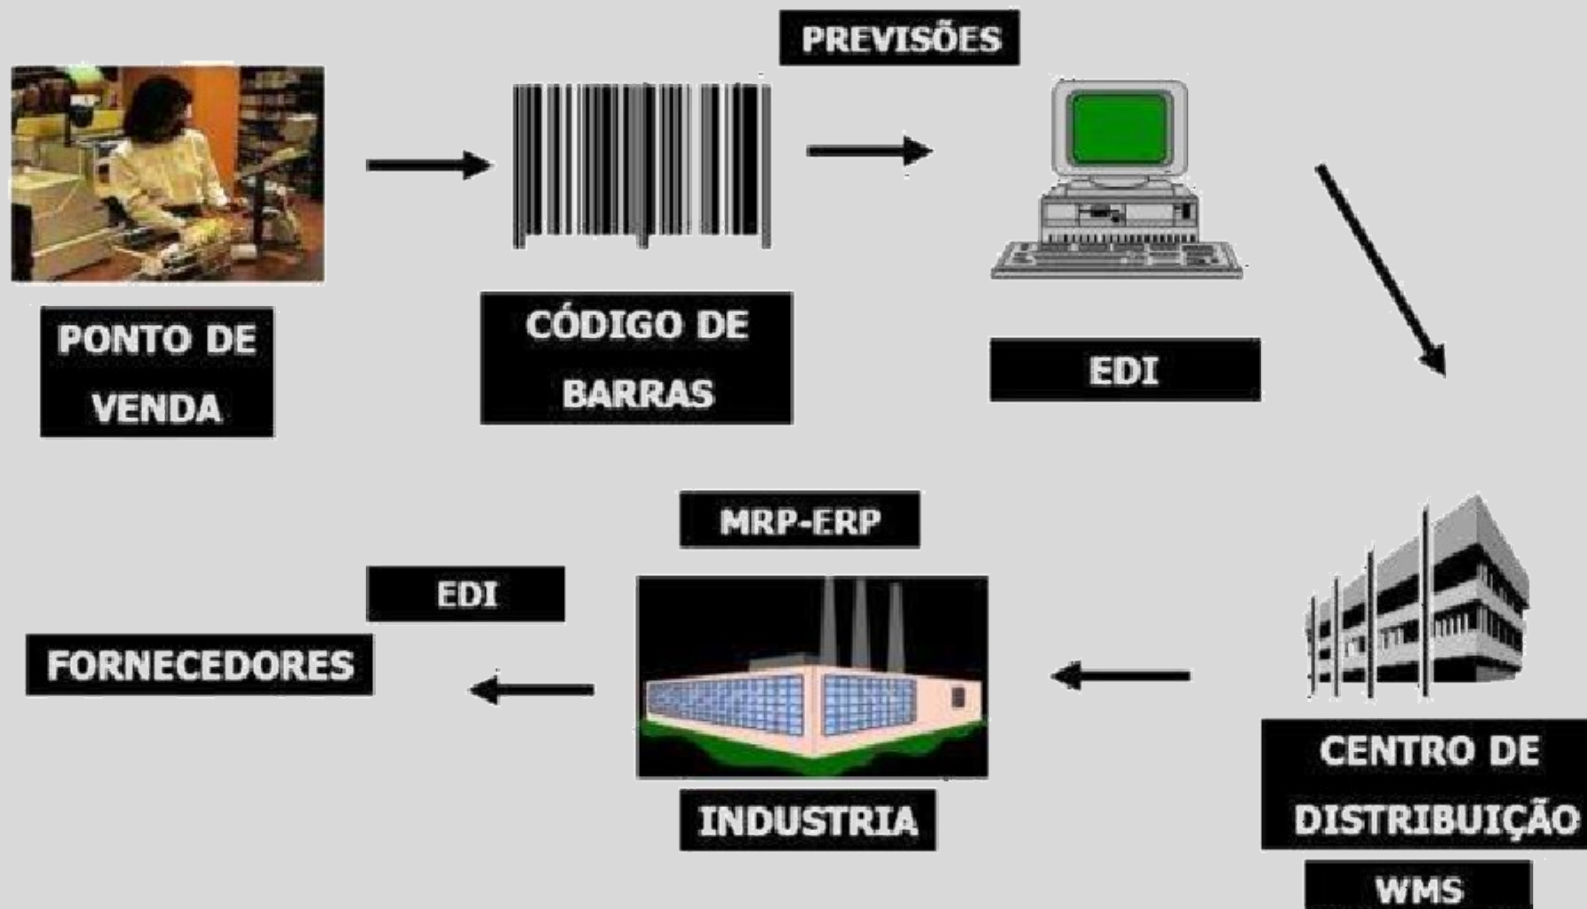 PREVISÕES
PONTO DE
VENDA
CÓDIGO DE
BARRAS
EDI
MRP-ERP
EDI
FORNECEDORES
INDUSTRIA
CENTRO DE
DISTRIBUIÇÃO
WMS